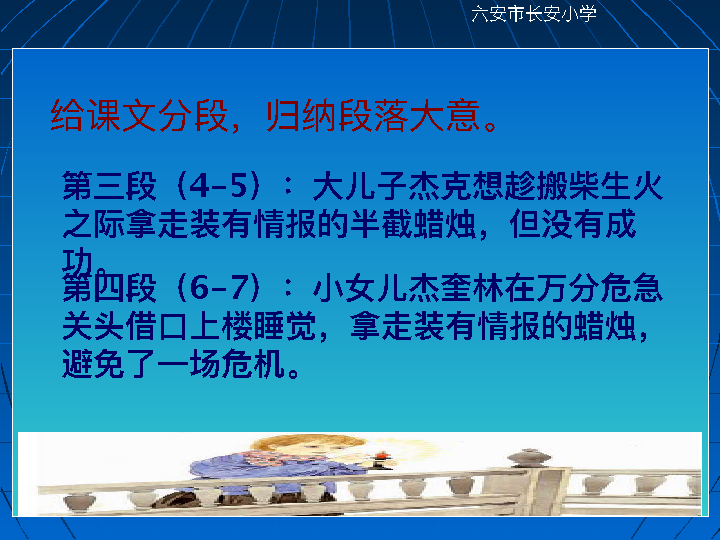 六安市长安小学
给课文分段，归纳段落大意。
第三段（4-5）：大儿子杰克想趁搬柴生火
之际拿走装有情报的半截蜡烛，但没有成
功。
第四段（6-7）：小女儿杰奎林在万分危急
关头借口上楼睡觉，拿走装有情报的蜡烛，
避免了一场危机。